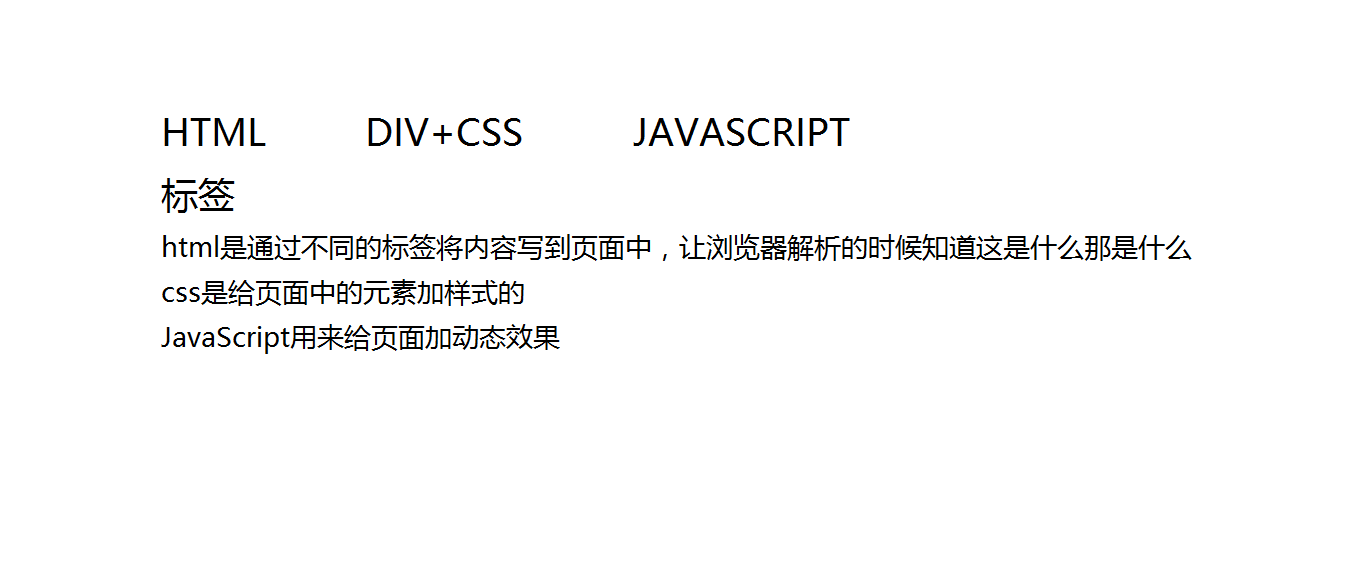 HTML DIV+CSS JAVASCRIPT
标签
html是通过不同的标签将内容写到页面中，让浏览器解析的时候知道这是什么那是什么
css是给页面中的元素加样式的
JavaScript用来给页面加动态效果